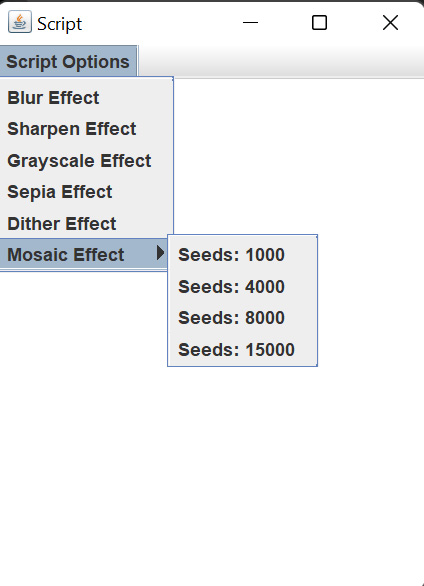 Script
Script Options
Blur Effect
Sharpen Effect
Grayscale Effect
Sepia Effect
Dither Effect
Mosaic Effect
Seeds: 1000
Seeds: 4000
Seeds: 8000
Seeds: 15000